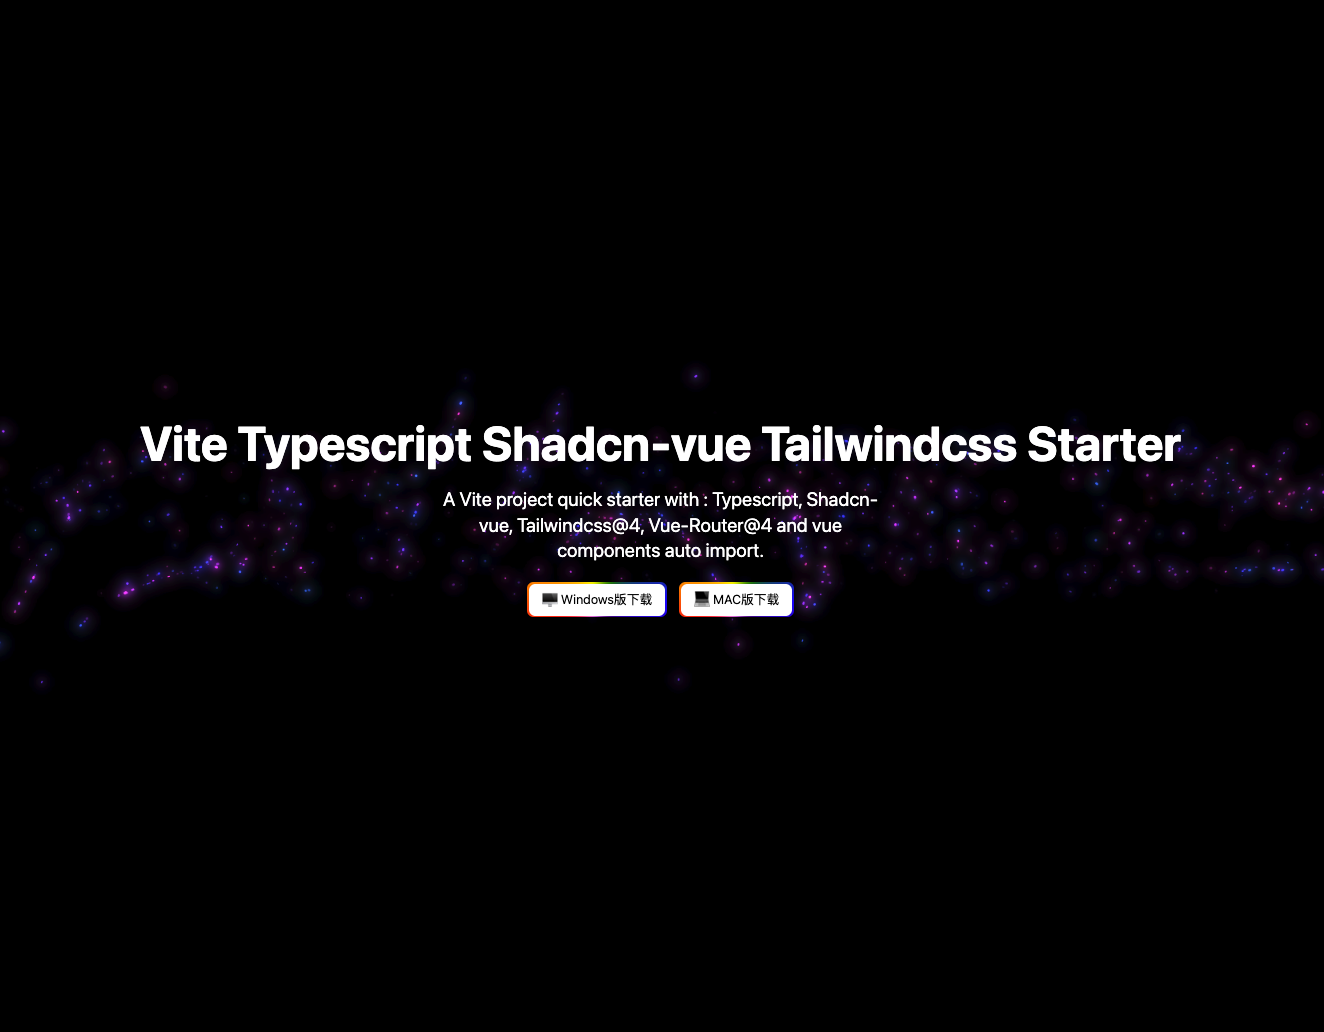 Vite Typescript Shadcn-vue Tailwindcss Starter
A Vite project quick starter with : Typescript, Shadcn-
vue, Tailwindcss@4, Vue-Router@4 and vue
components auto import.
🖥️ Windows版下载
💻 MAC版下载